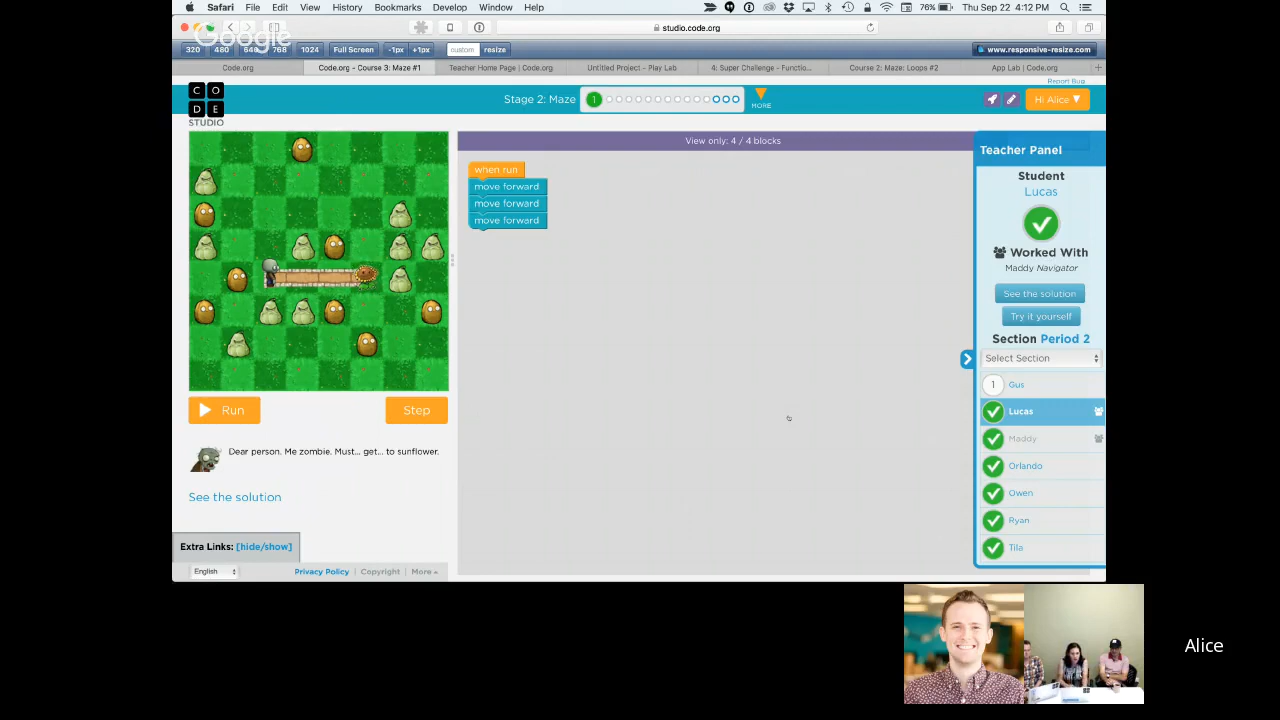 Safari File Edit View History Bookmarks Develop Window Help
76% Thu Sep 22 4:12 PM
Google
studio.code.org
320 480 640 768 1024 Full Screen -1px +1px custom resize www.responsive-resize.com
Code.org Code.org - Course 3: Maze #1 Teacher Home Page | Code.org Untitled Project - Play Lab 4: Super Challenge - Functio... Course 2: Maze: Loops #2 App Lab | Code.org +
Report Bug
C O
D E
STUDIO
Stage 2: Maze 1 MORE Hi Alice ▼
View only: 4 / 4 blocks
when run
move forward
move forward
move forward
Run Step
Dear person. Me zombie. Must... get... to sunflower.
See the solution
Extra Links: [hide/show]
English Privacy Policy | Copyright | More
Teacher Panel
Student
Lucas
Worked With
Maddy Navigator
See the solution
Try it yourself
Section Period 2
Select Section
1 Gus
Lucas
Maddy
Orlando
Owen
Ryan
Tila
Alice